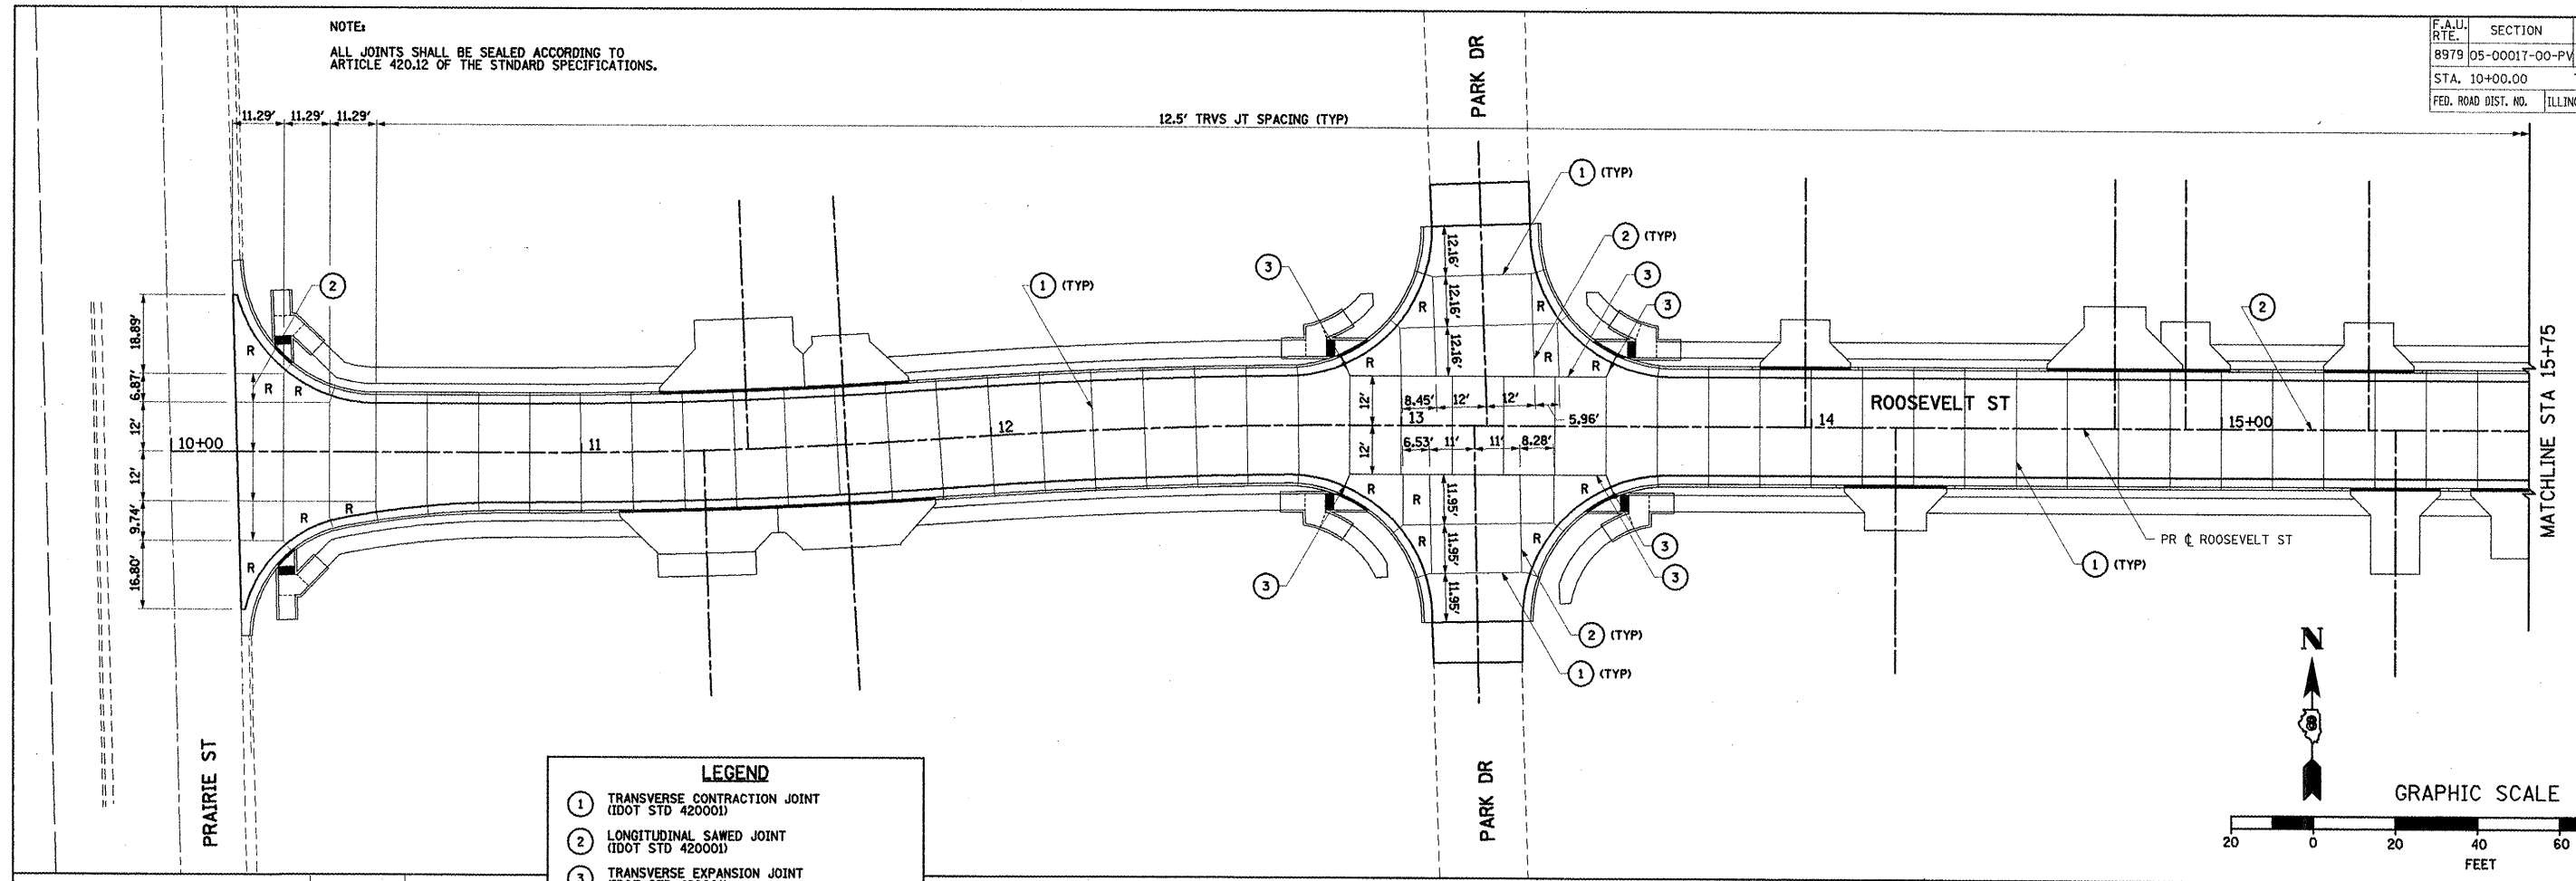 NOTE:
ALL JOINTS SHALL BE SEALED ACCORDING TO
ARTICLE 420.12 OF THE STNDARD SPECIFICATIONS.
F.A.U.
RTE.
SECTION
8979
05-00017-00-PV
STA. 10+00.00
FED. ROAD DIST. NO.
11.29'
11.29'
11.29'
12.5' TRVS JT SPACING (TYP)
PARK DR
1 (TYP)
2 (TYP)
3
3
3
1 (TYP)
2
2
18.89'
6.87'
12'
12'
9.74'
16.80'
R
R
R
R
R
R
10+00
11
12
13
14
15+00
12.16'
12.16'
12.16'
R
R
R
R
R
12'
12'
8.45'
12'
12'
5.96'
6.53'
11'
11'
8.28'
11.95'
11.95'
11.95'
R
R
R
R
R
ROOSEVELT ST
MATCHLINE STA 15+75
PR ℄ ROOSEVELT ST
1 (TYP)
3
3
3
2 (TYP)
1 (TYP)
PRAIRIE ST
PARK DR
N
GRAPHIC SCALE
20
0
20
40
60
FEET
LEGEND
1 TRANSVERSE CONTRACTION JOINT
(IDOT STD 420001)
2 LONGITUDINAL SAWED JOINT
(IDOT STD 420001)
3 TRANSVERSE EXPANSION JOINT